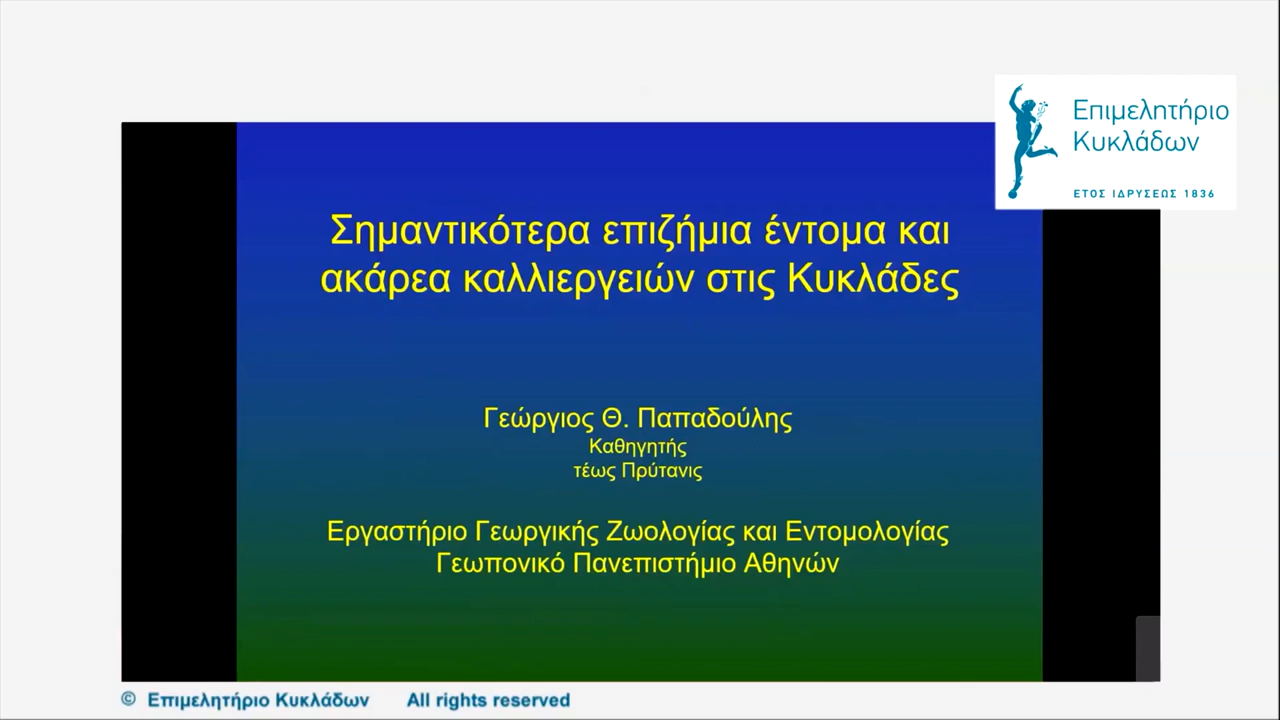 Επιμελητήριο
Κυκλάδων
ΕΤΟΣ ΙΔΡΥΣΕΩΣ 1836
Σημαντικότερα επιζήμια έντομα και
ακάρεα καλλιεργειών στις Κυκλάδες
Γεώργιος Θ. Παπαδούλης
Καθηγητής
τέως Πρύτανις
Εργαστήριο Γεωργικής Ζωολογίας και Εντομολογίας
Γεωπονικό Πανεπιστήμιο Αθηνών
© Επιμελητήριο Κυκλάδων All rights reserved